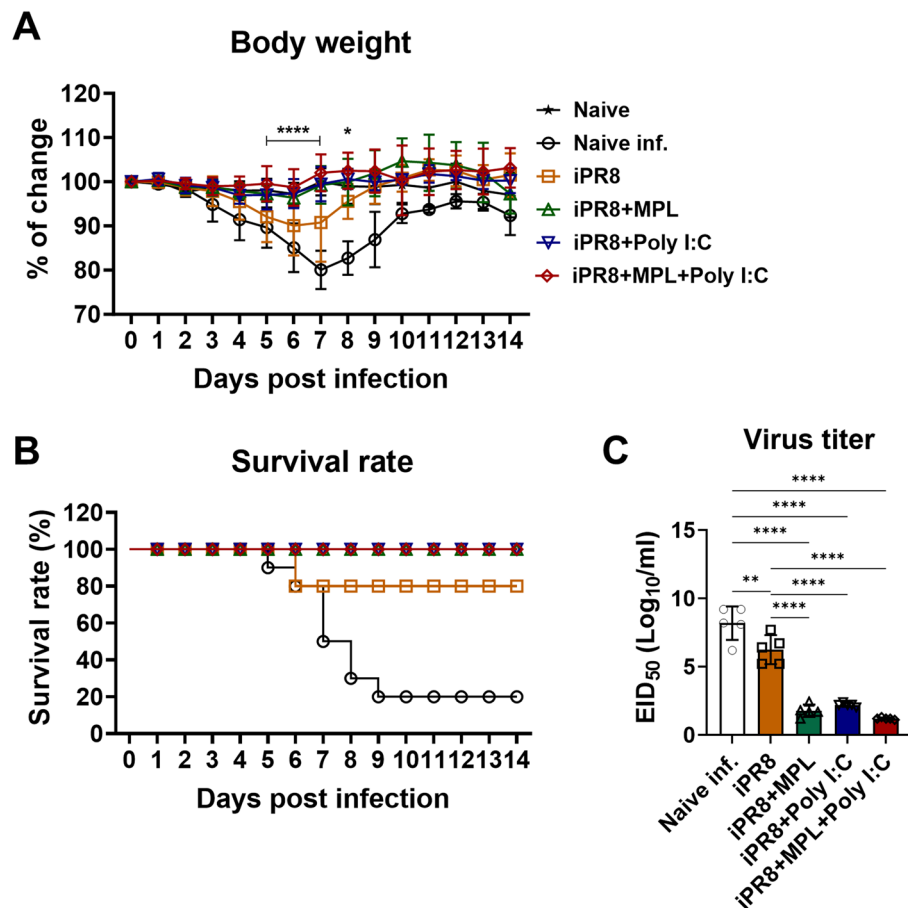 A
Body weight
120
110
100
90
80
70
% of change
**** *
0 1 2 3 4 5 6 7 8 9 10 11 12 13 14
Days post infection
Naive
Naive inf.
iPR8
iPR8+MPL
iPR8+Poly I:C
iPR8+MPL+Poly I:C
B
Survival rate
120
100
80
60
40
20
0
Survival rate (%)
0 1 2 3 4 5 6 7 8 9 10 11 12 13 14
Days post infection
C
Virus titer
****
****
****
****
** ****
****
15
10
5
0
EID50 (Log10/ml)
Naive inf.
iPR8
iPR8+MPL
iPR8+Poly I:C
iPR8+MPL+Poly I:C